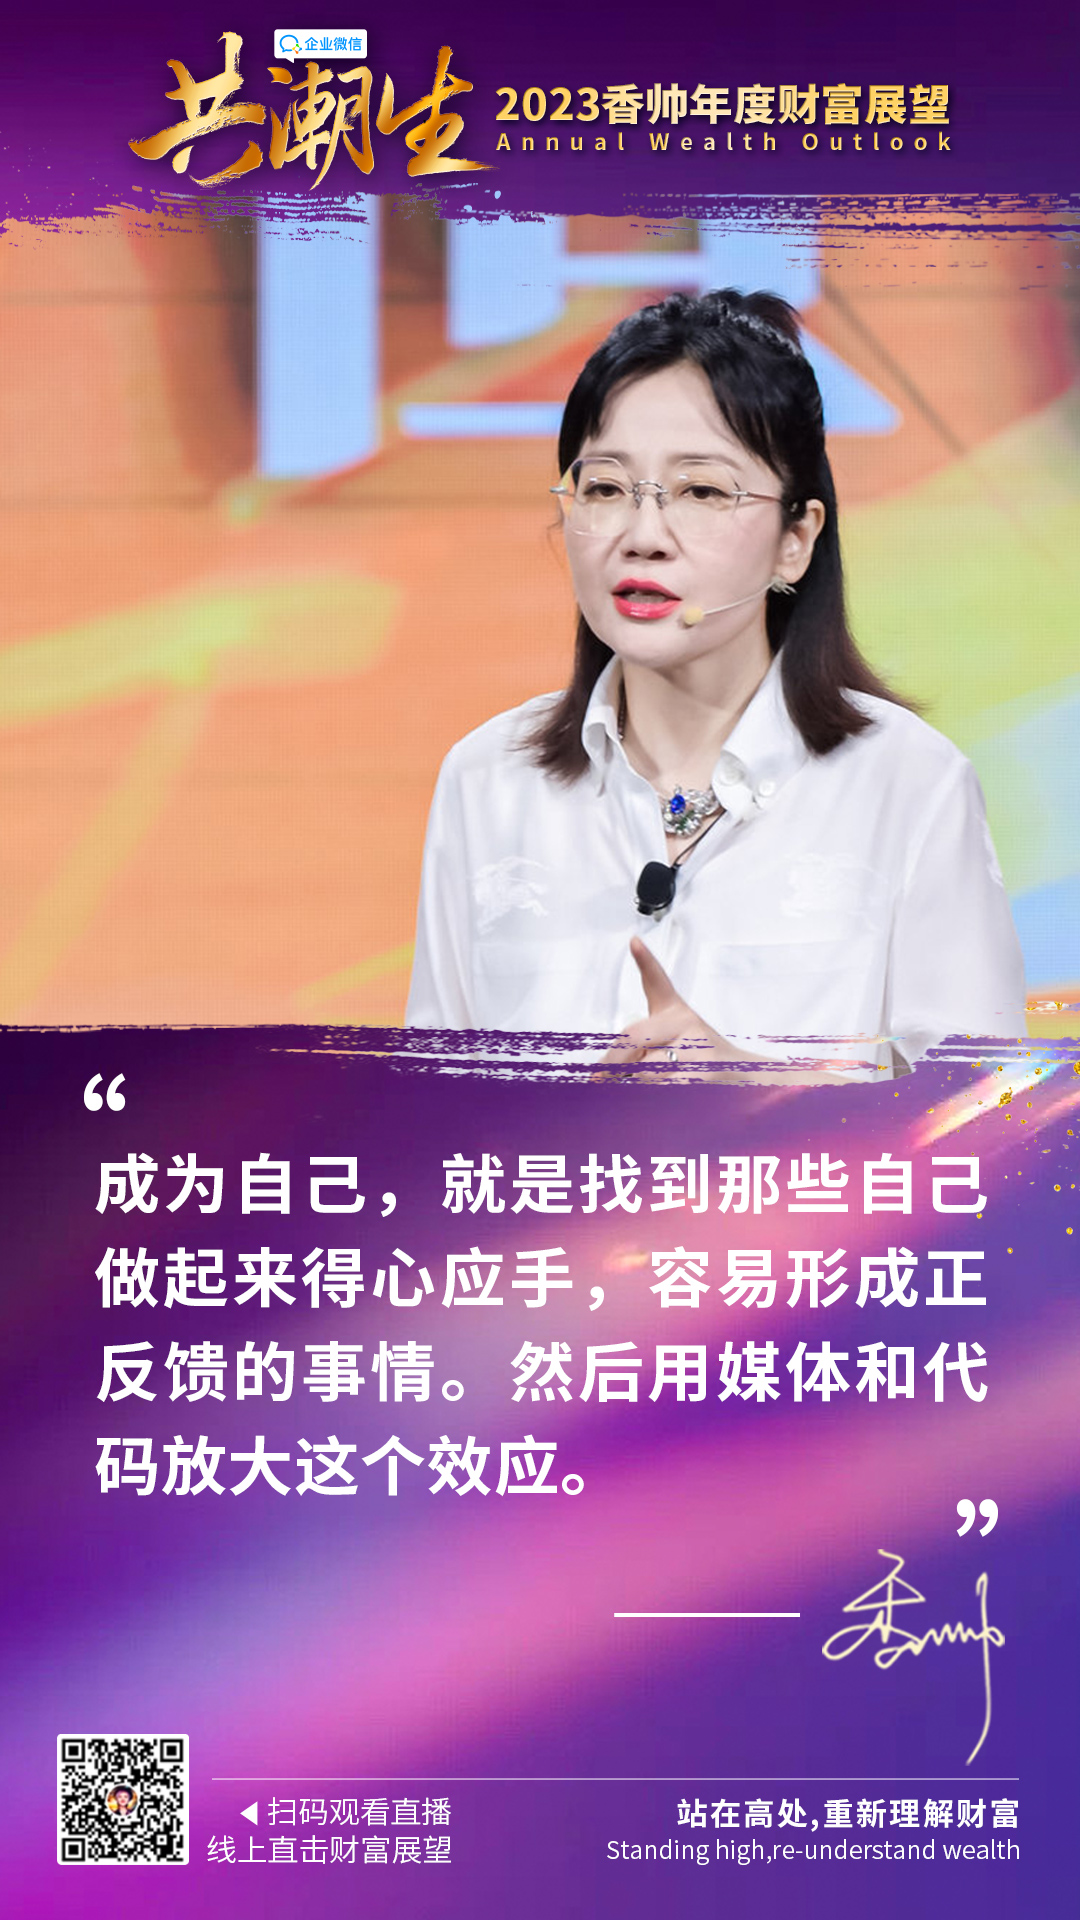 企业微信
共潮生
2023香帅年度财富展望
Annual Wealth Outlook
“
成为自己，就是找到那些自己
做起来得心应手，容易形成正
反馈的事情。然后用媒体和代
码放大这个效应。
”
香帅
扫码观看直播
线上直击财富展望
站在高处,重新理解财富
Standing high,re-understand wealth